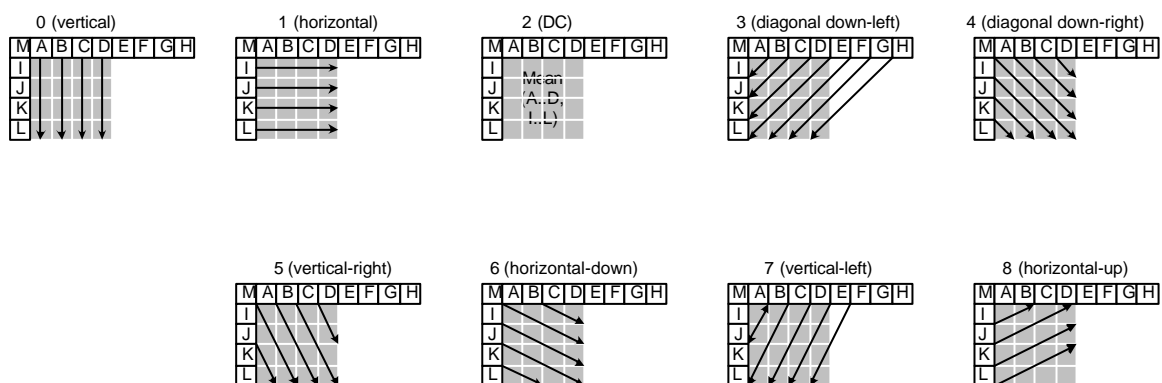 0 (vertical)
M A B C D E F G H
I
J
K
L
1 (horizontal)
M A B C D E F G H
I
J
K
L
2 (DC)
M A B C D E F G H
I
J
K
L
Mean
(A..D,
I..L)
3 (diagonal down-left)
M A B C D E F G H
I
J
K
L
4 (diagonal down-right)
M A B C D E F G H
I
J
K
L
5 (vertical-right)
M A B C D E F G H
I
J
K
L
6 (horizontal-down)
M A B C D E F G H
I
J
K
L
7 (vertical-left)
M A B C D E F G H
I
J
K
L
8 (horizontal-up)
M A B C D E F G H
I
J
K
L